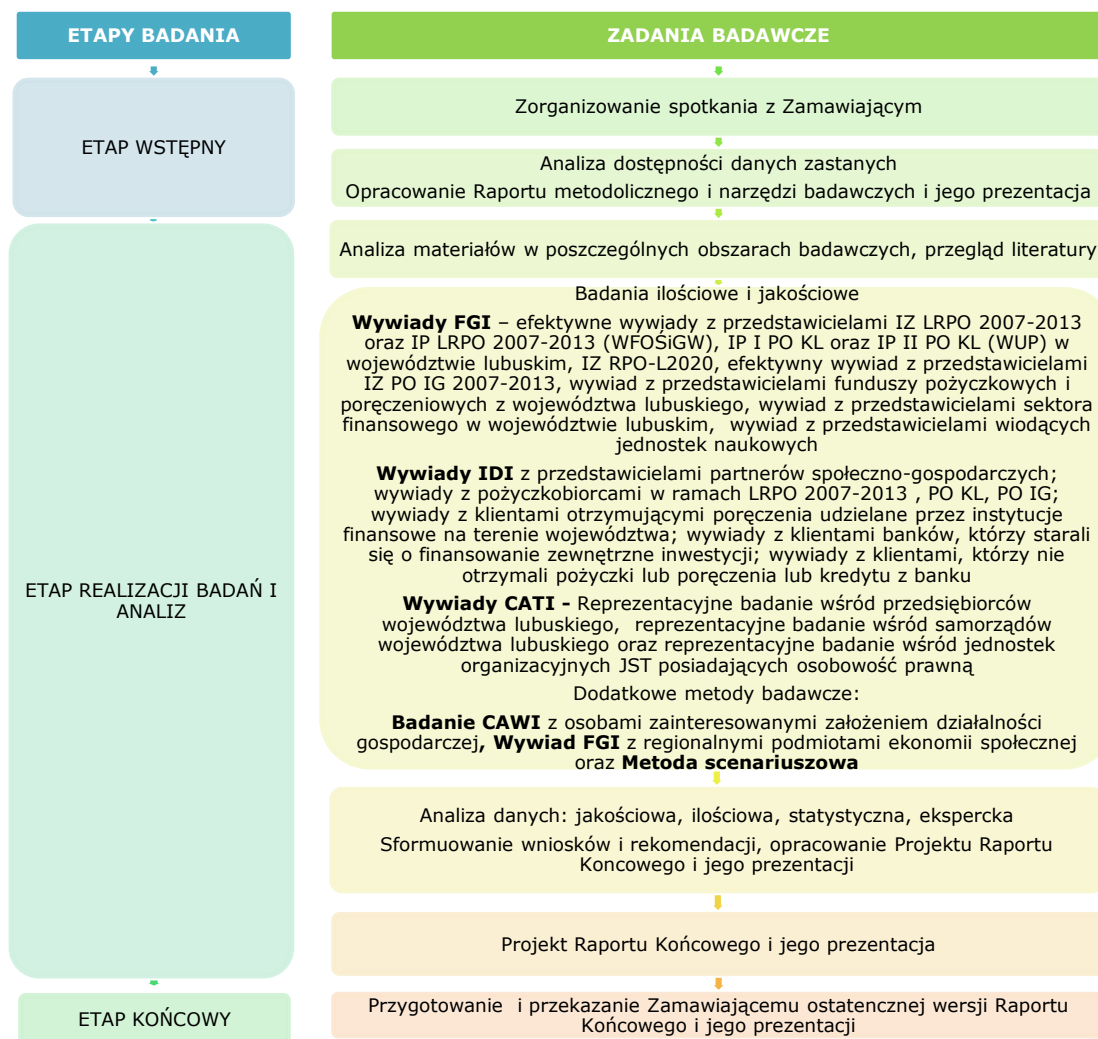 ETAPY BADANIA
ZADANIA BADAWCZE
ETAP WSTĘPNY
Zorganizowanie spotkania z Zamawiającym
Analiza dostępności danych zastanych
Opracowanie Raportu metodolicznego i narzędzi badawczych i jego prezentacja
ETAP REALIZACJI BADAŃ I
ANALIZ
Analiza materiałów w poszczególnych obszarach badawczych, przegląd literatury
Badania ilościowe i jakościowe
Wywiady FGI – efektywne wywiady z przedstawicielami IZ LRPO 2007-2013
oraz IP LRPO 2007-2013 (WFOŚiGW), IP I PO KL oraz IP II PO KL (WUP) w
województwie lubuskim, IZ RPO-L2020, efektywny wywiad z przedstawicielami
IZ PO IG 2007-2013, wywiad z przedstawicielami funduszy pożyczkowych i
poręczeniowych z województwa lubuskiego, wywiad z przedstawicielami sektora
finansowego w województwie lubuskim, wywiad z przedstawicielami wiodących
jednostek naukowych
Wywiady IDI z przedstawicielami partnerów społeczno-gospodarczych;
wywiady z pożyczkobiorcami w ramach LRPO 2007-2013 , PO KL, PO IG;
wywiady z klientami otrzymującymi poręczenia udzielane przez instytucje
finansowe na terenie województwa; wywiady z klientami banków, którzy starali
się o finansowanie zewnętrzne inwestycji; wywiady z klientami, którzy nie
otrzymali pożyczki lub poręczenia lub kredytu z banku
Wywiady CATI - Reprezentacyjne badanie wśród przedsiębiorców
województwa lubuskiego, reprezentacyjne badanie wśród samorządów
województwa lubuskiego oraz reprezentacyjne badanie wśród jednostek
organizacyjnych JST posiadających osobowość prawną
Dodatkowe metody badawcze:
Badanie CAWI z osobami zainteresowanymi założeniem działalności
gospodarczej, Wywiad FGI z regionalnymi podmiotami ekonomii społecznej
oraz Metoda scenariuszowa
Analiza danych: jakościowa, ilościowa, statystyczna, ekspercka
Sformuowanie wniosków i rekomendacji, opracowanie Projektu Raportu
Koncowego i jego prezentacji
Projekt Raportu Końcowego i jego prezentacja
ETAP KOŃCOWY
Przygotowanie i przekazanie Zamawiającemu ostatencznej wersji Raportu
Końcowego i jego prezentacji